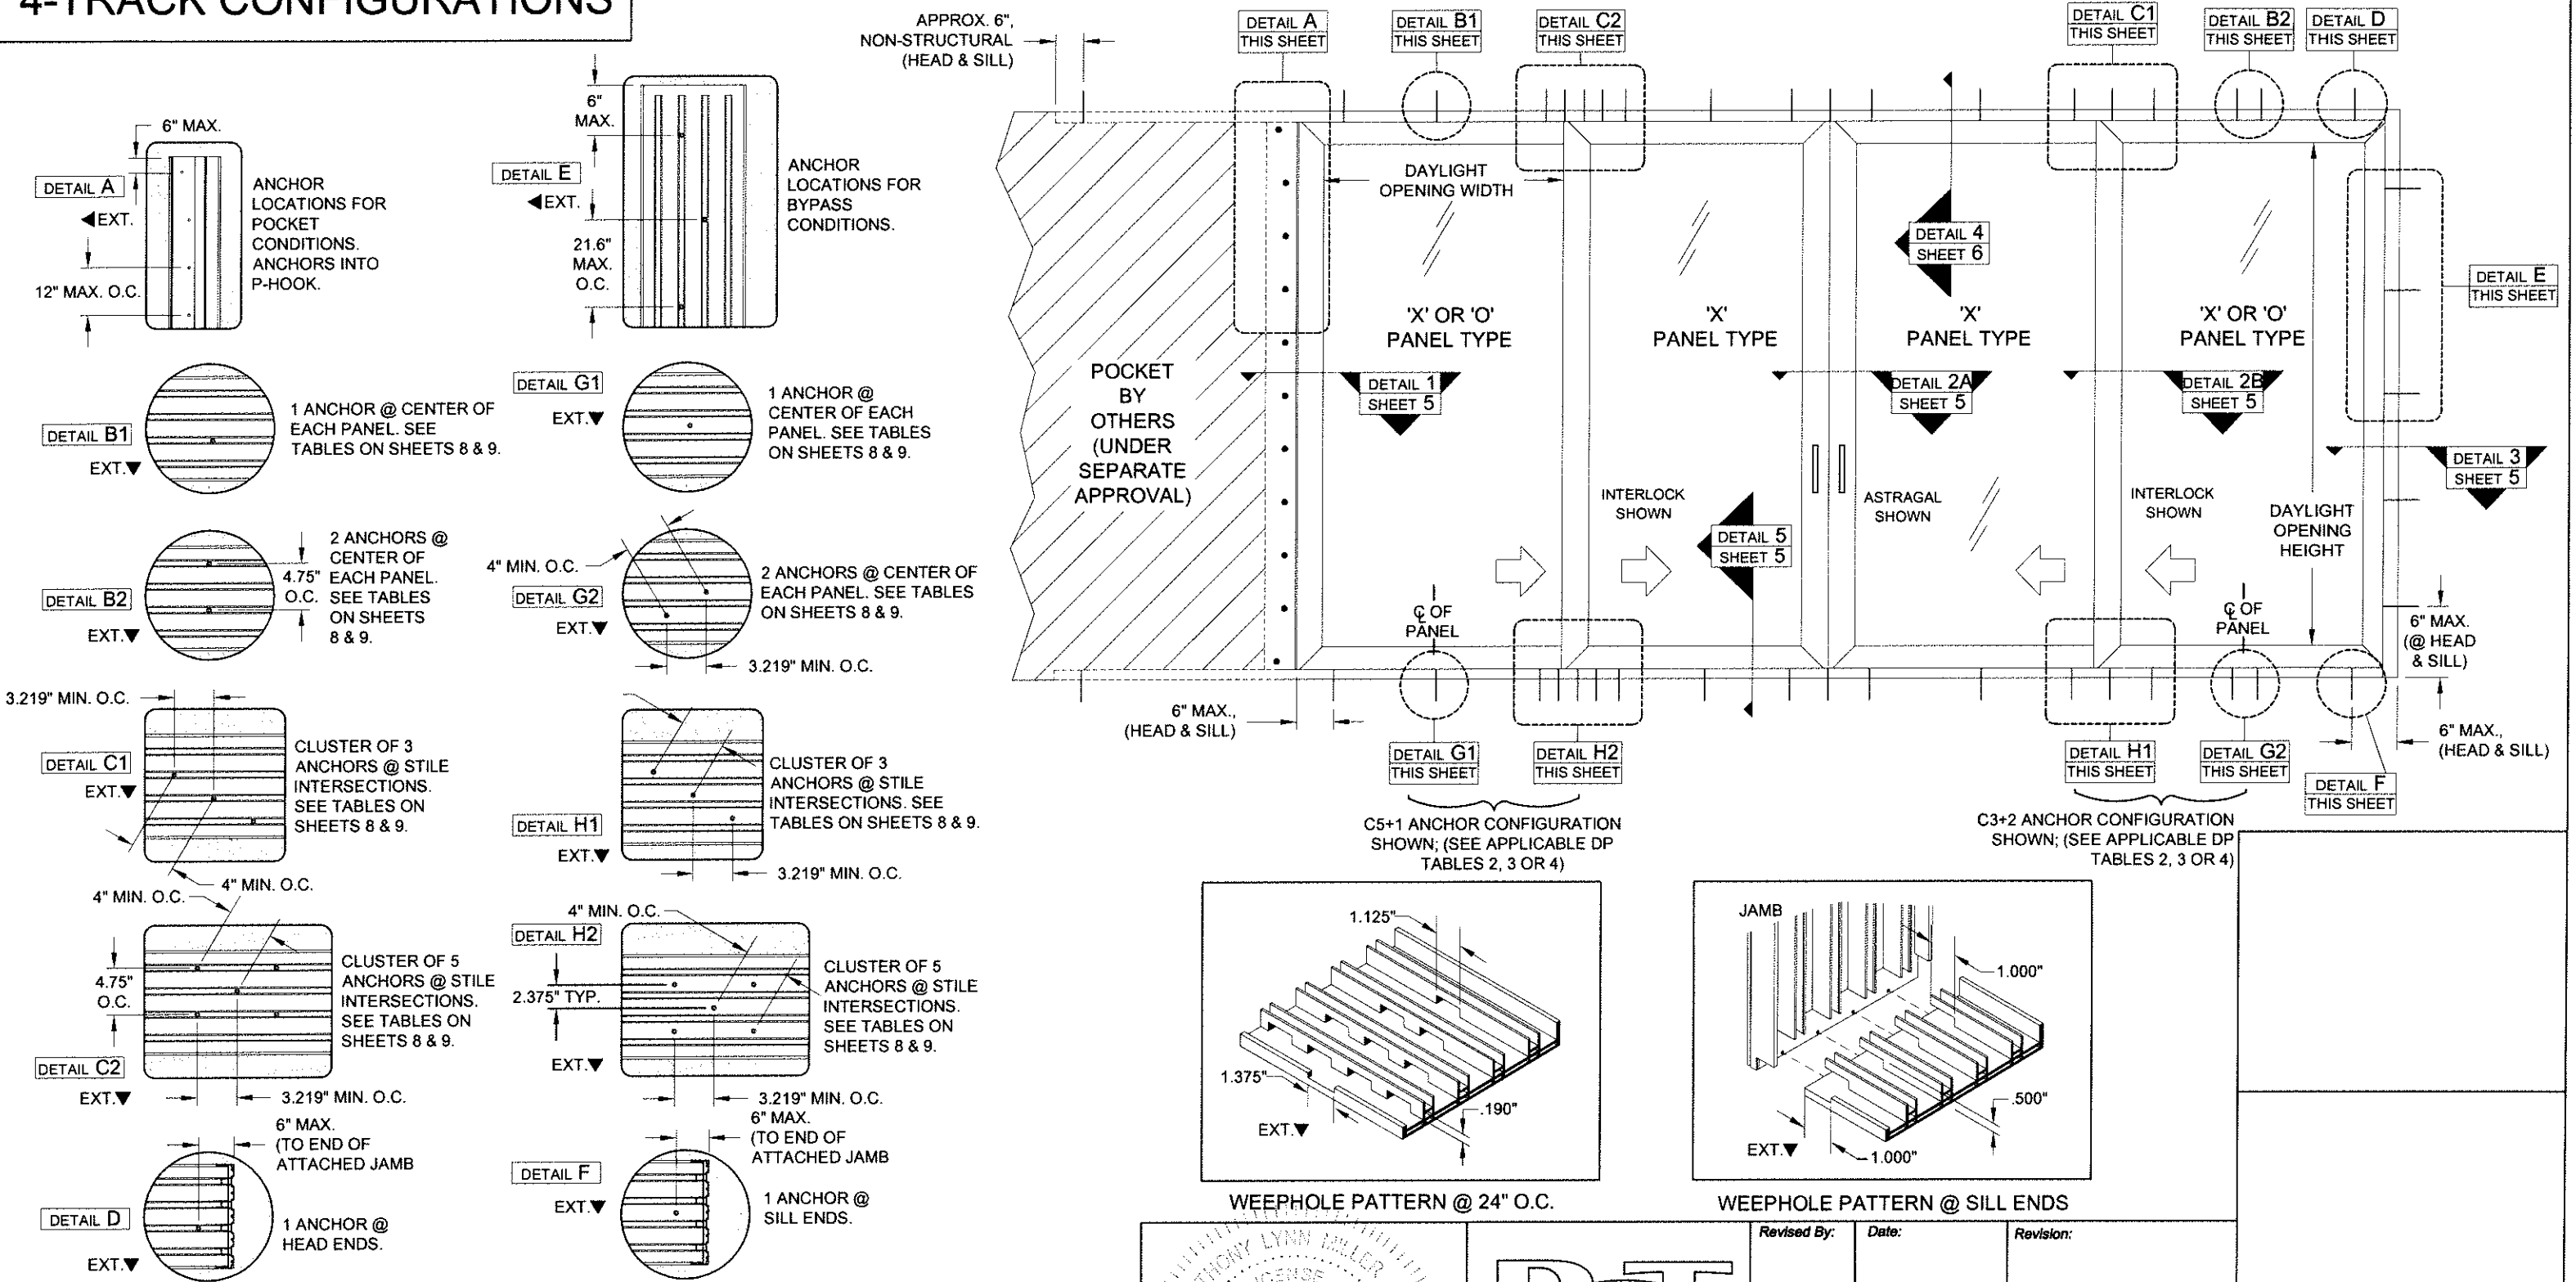 4-TRACK CONFIGURATIONS
6" MAX.
DETAIL A
◀EXT.
12" MAX. O.C.
ANCHOR
LOCATIONS FOR
POCKET
CONDITIONS.
ANCHORS INTO
P-HOOK.
6"
MAX.
DETAIL E
◀EXT.
21.6"
MAX.
O.C.
ANCHOR
LOCATIONS FOR
BYPASS
CONDITIONS.
DETAIL B1
EXT.▼
1 ANCHOR @ CENTER OF
EACH PANEL. SEE
TABLES ON SHEETS 8 & 9.
DETAIL G1
EXT.▼
1 ANCHOR @
CENTER OF EACH
PANEL. SEE TABLES
ON SHEETS 8 & 9.
DETAIL B2
EXT.▼
4.75"
O.C.
2 ANCHORS @
CENTER OF
EACH PANEL.
SEE TABLES
ON SHEETS
8 & 9.
4" MIN. O.C.
DETAIL G2
EXT.▼
2 ANCHORS @ CENTER OF
EACH PANEL. SEE TABLES
ON SHEETS 8 & 9.
3.219" MIN. O.C.
3.219" MIN. O.C.
DETAIL C1
EXT.▼
CLUSTER OF 3
ANCHORS @ STILE
INTERSECTIONS.
SEE TABLES ON
SHEETS 8 & 9.
4" MIN. O.C.
DETAIL H1
EXT.▼
CLUSTER OF 3
ANCHORS @ STILE
INTERSECTIONS. SEE
TABLES ON SHEETS 8 & 9.
3.219" MIN. O.C.
4" MIN. O.C.
4.75"
O.C.
DETAIL C2
EXT.▼
CLUSTER OF 5
ANCHORS @ STILE
INTERSECTIONS.
SEE TABLES ON
SHEETS 8 & 9.
3.219" MIN. O.C.
4" MIN. O.C.
DETAIL H2
2.375" TYP.
EXT.▼
CLUSTER OF 5
ANCHORS @ STILE
INTERSECTIONS.
SEE TABLES ON
SHEETS 8 & 9.
3.219" MIN. O.C.
6" MAX.
(TO END OF
ATTACHED JAMB
DETAIL D
EXT.▼
1 ANCHOR @
HEAD ENDS.
6" MAX.
(TO END OF
ATTACHED JAMB
DETAIL F
EXT.▼
1 ANCHOR @
SILL ENDS.
APPROX. 6",
NON-STRUCTURAL
(HEAD & SILL)
DETAIL A
THIS SHEET
DETAIL B1
THIS SHEET
DETAIL C2
THIS SHEET
DETAIL C1
THIS SHEET
DETAIL B2
THIS SHEET
DETAIL D
THIS SHEET
DAYLIGHT
OPENING WIDTH
DETAIL 4
SHEET 6
DETAIL E
THIS SHEET
'X' OR 'O'
PANEL TYPE
'X'
PANEL TYPE
'X'
PANEL TYPE
'X' OR 'O'
PANEL TYPE
POCKET
BY
OTHERS
(UNDER
SEPARATE
APPROVAL)
DETAIL 1
SHEET 5
DETAIL 2A
SHEET 5
DETAIL 2B
SHEET 5
DETAIL 3
SHEET 5
INTERLOCK
SHOWN
ASTRAGAL
SHOWN
INTERLOCK
SHOWN
DAYLIGHT
OPENING
HEIGHT
DETAIL 5
SHEET 5
℄ OF
PANEL
℄ OF
PANEL
6" MAX.
(@ HEAD
& SILL)
6" MAX.,
(HEAD & SILL)
6" MAX.,
(HEAD & SILL)
DETAIL G1
THIS SHEET
DETAIL H2
THIS SHEET
DETAIL H1
THIS SHEET
DETAIL G2
THIS SHEET
DETAIL F
THIS SHEET
C5+1 ANCHOR CONFIGURATION
SHOWN; (SEE APPLICABLE DP
TABLES 2, 3 OR 4)
C3+2 ANCHOR CONFIGURATION
SHOWN; (SEE APPLICABLE DP
TABLES 2, 3 OR 4)
1.125"
1.375"
EXT.▼
.190"
WEEPHOLE PATTERN @ 24" O.C.
JAMB
1.000"
.500"
EXT.▼
1.000"
WEEPHOLE PATTERN @ SILL ENDS
Revised By:
Date:
Revision:
THONY LYNN MILLER